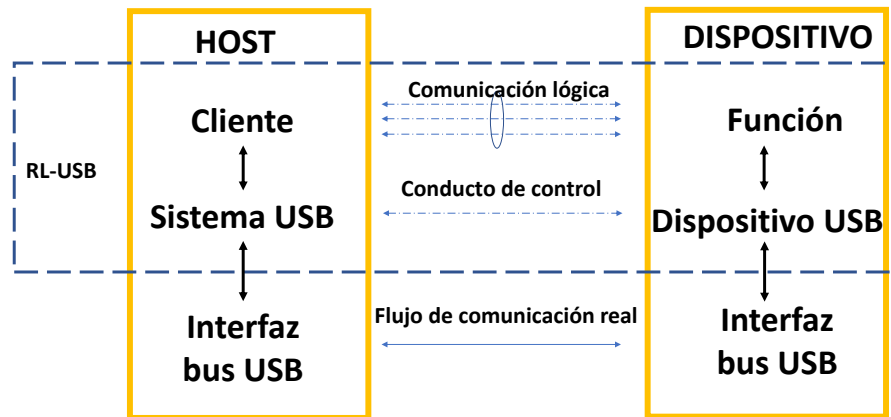 HOST
DISPOSITIVO
Comunicación lógica
Cliente
Función
RL-USB
Conducto de control
Sistema USB
Dispositivo USB
Flujo de comunicación real
Interfaz
bus USB
Interfaz
bus USB